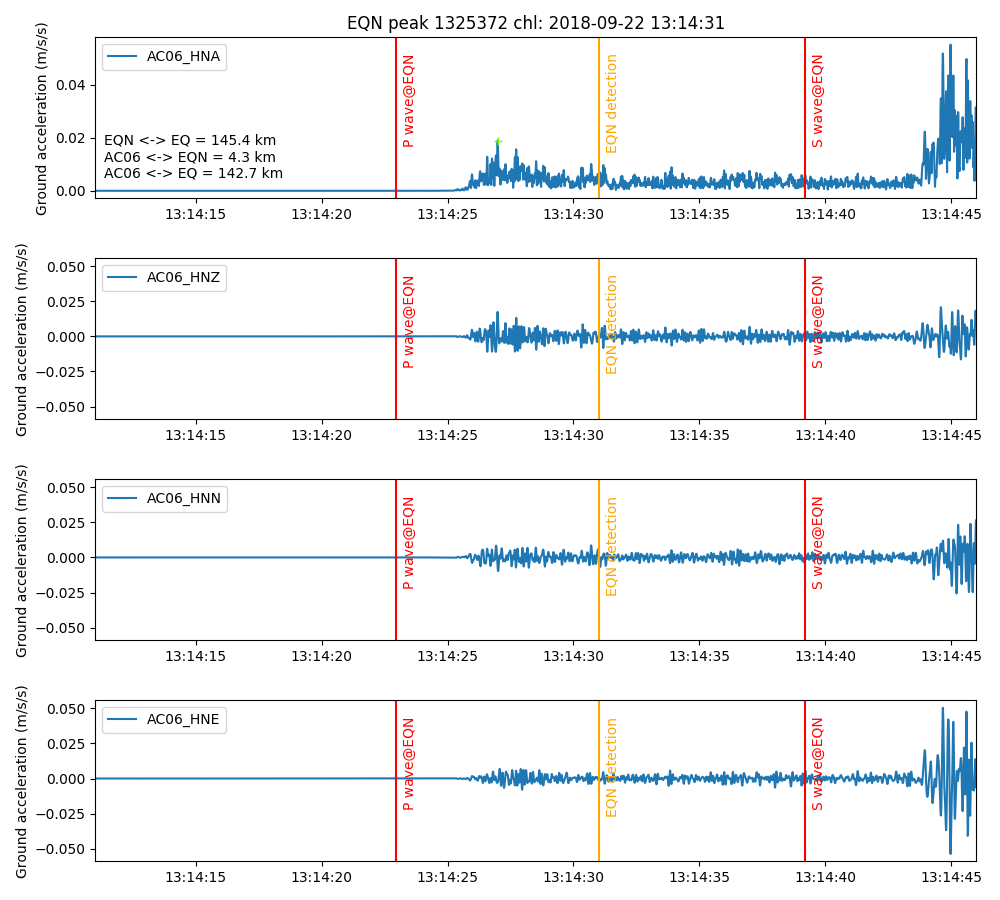 EQN peak 1325372 chl: 2018-09-22 13:14:31
Ground acceleration (m/s/s)
0.04
0.02
0.00
AC06_HNA
EQN <-> EQ = 145.4 km
AC06 <-> EQN = 4.3 km
AC06 <-> EQ = 142.7 km
P wave@EQN
EQN detection
S wave@EQN
13:14:15 13:14:20 13:14:25 13:14:30 13:14:35 13:14:40 13:14:45
Ground acceleration (m/s/s)
0.050
0.025
0.000
−0.025
−0.050
AC06_HNZ
P wave@EQN
EQN detection
S wave@EQN
13:14:15 13:14:20 13:14:25 13:14:30 13:14:35 13:14:40 13:14:45
Ground acceleration (m/s/s)
0.050
0.025
0.000
−0.025
−0.050
AC06_HNN
P wave@EQN
EQN detection
S wave@EQN
13:14:15 13:14:20 13:14:25 13:14:30 13:14:35 13:14:40 13:14:45
Ground acceleration (m/s/s)
0.050
0.025
0.000
−0.025
−0.050
AC06_HNE
P wave@EQN
EQN detection
S wave@EQN
13:14:15 13:14:20 13:14:25 13:14:30 13:14:35 13:14:40 13:14:45